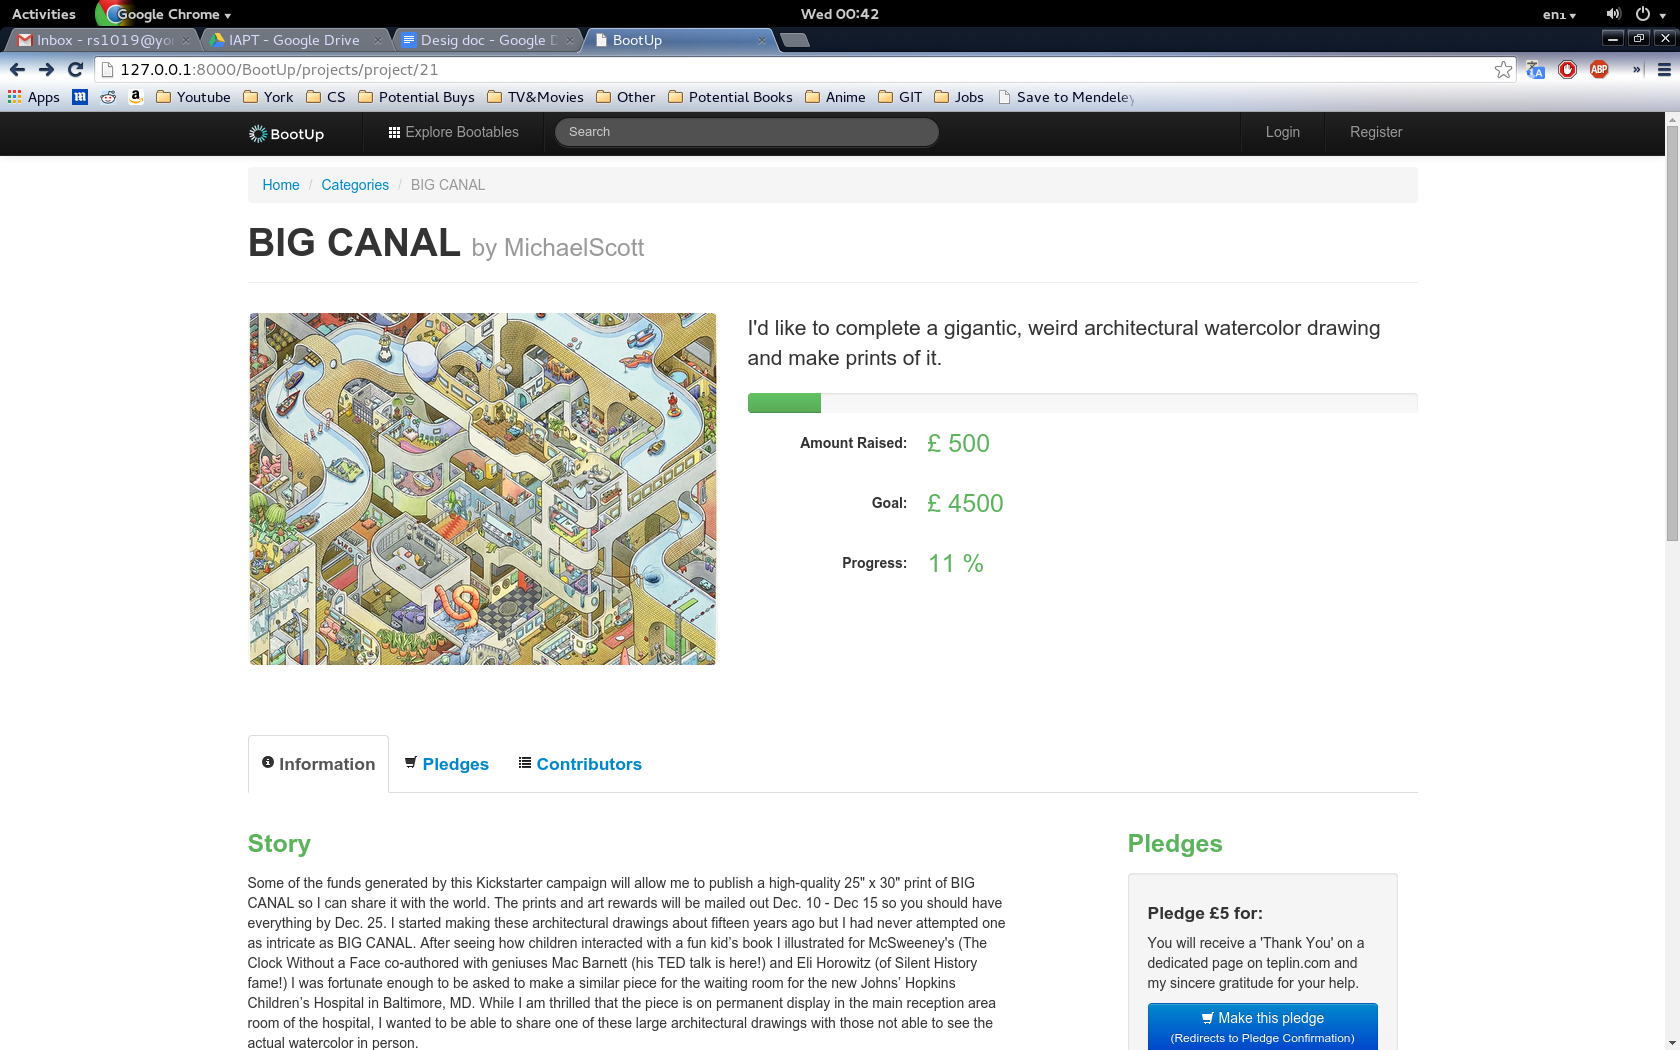 Activities Google Chrome Wed 00:42 en1
Inbox - rs1019@yo IAPT - Google Drive Desig doc - Google D BootUp
127.0.0.1:8000/BootUp/projects/project/21 ABP »
Apps a Youtube York CS Potential Buys TV&Movies Other Potential Books Anime GIT Jobs Save to Mendeley
BootUp Explore Bootables Search Login Register
Home / Categories / BIG CANAL
BIG CANAL by MichaelScott
I'd like to complete a gigantic, weird architectural watercolor drawing
and make prints of it.
Amount Raised: £ 500
Goal: £ 4500
Progress: 11 %
Information Pledges Contributors
Story
Some of the funds generated by this Kickstarter campaign will allow me to publish a high-quality 25" x 30" print of BIG
CANAL so I can share it with the world. The prints and art rewards will be mailed out Dec. 10 - Dec 15 so you should have
everything by Dec. 25. I started making these architectural drawings about fifteen years ago but I had never attempted one
as intricate as BIG CANAL. After seeing how children interacted with a fun kid’s book I illustrated for McSweeney's (The
Clock Without a Face co-authored with geniuses Mac Barnett (his TED talk is here!) and Eli Horowitz (of Silent History
fame!) I was fortunate enough to be asked to make a similar piece for the waiting room for the new Johns’ Hopkins
Children’s Hospital in Baltimore, MD. While I am thrilled that the piece is on permanent display in the main reception area
room of the hospital, I wanted to be able to share one of these large architectural drawings with those not able to see the
actual watercolor in person.
Pledges
Pledge £5 for:
You will receive a 'Thank You' on a
dedicated page on teplin.com and
my sincere gratitude for your help.
Make this pledge
(Redirects to Pledge Confirmation)